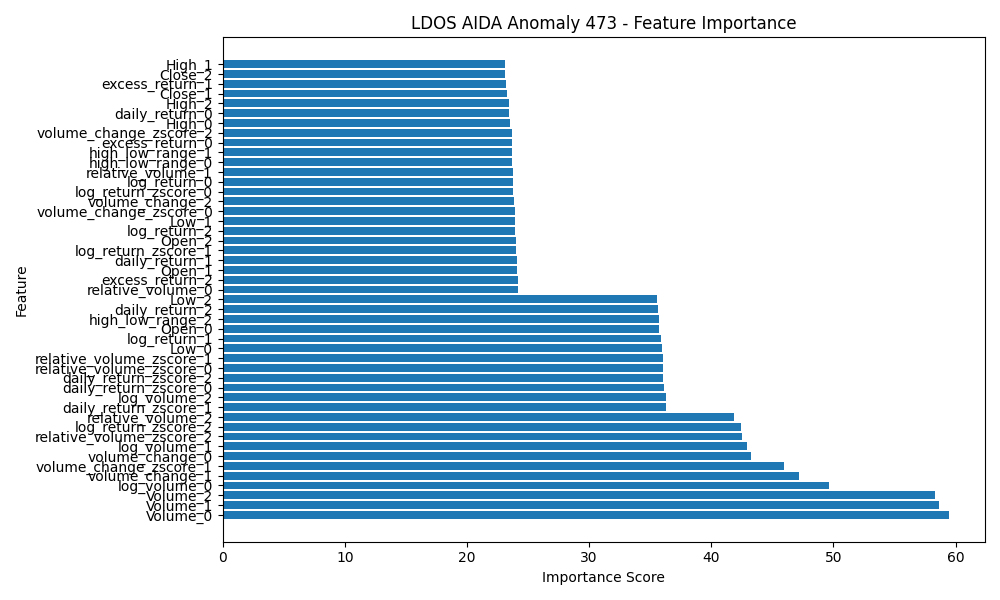 LDOS AIDA Anomaly 473 - Feature Importance
High_1
Close_2
excess_return_1
Close_1
High_2
daily_return_0
High_0
volume_change_zscore_2
excess_return_0
high_low_range_1
high_low_range_0
relative_volume_1
log_return_0
log_return_zscore_0
volume_change_2
volume_change_zscore_0
Low_1
log_return_2
Open_2
log_return_zscore_1
daily_return_1
Open_1
excess_return_2
relative_volume_0
Low_2
daily_return_2
high_low_range_2
Open_0
log_return_1
Low_0
relative_volume_zscore_1
relative_volume_zscore_0
daily_return_zscore_2
daily_return_zscore_0
log_volume_2
daily_return_zscore_1
relative_volume_2
log_return_zscore_2
relative_volume_zscore_2
log_volume_1
volume_change_0
volume_change_zscore_1
volume_change_1
log_volume_0
Volume_2
Volume_1
Volume_0
Feature
0 10 20 30 40 50 60
Importance Score